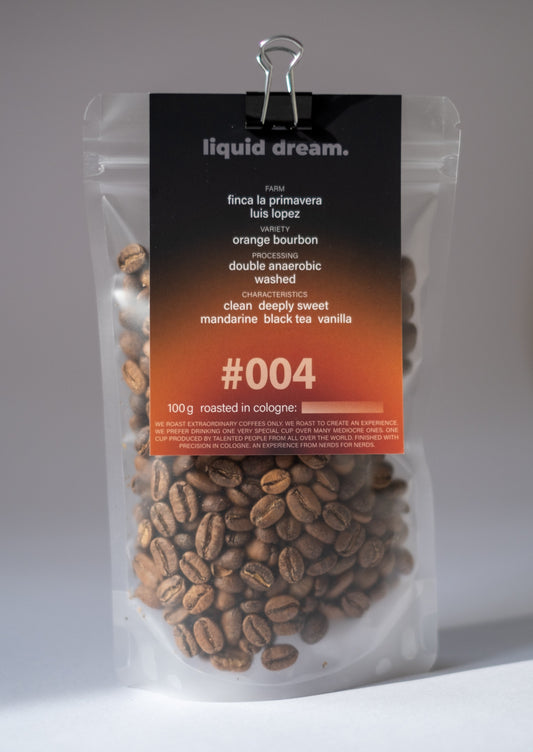 liquid dream.
FARM
finca la primavera
luis lopez
VARIETY
orange bourbon
PROCESSING
double anaerobic
washed
CHARACTERISTICS
clean deeply sweet
mandarine black tea vanilla
#004
100 g roasted in cologne:
WE ROAST EXTRAORDINARY COFFEES ONLY. WE ROAST TO CREATE AN EXPERIENCE.
WE PREFER DRINKING ONE VERY SPECIAL CUP OVER MANY MEDIOCRE ONES. ONE
CUP PRODUCED BY TALENTED PEOPLE FROM ALL OVER THE WORLD. FINISHED WITH
PRECISION IN COLOGNE. AN EXPERIENCE FROM NERDS FOR NERDS.